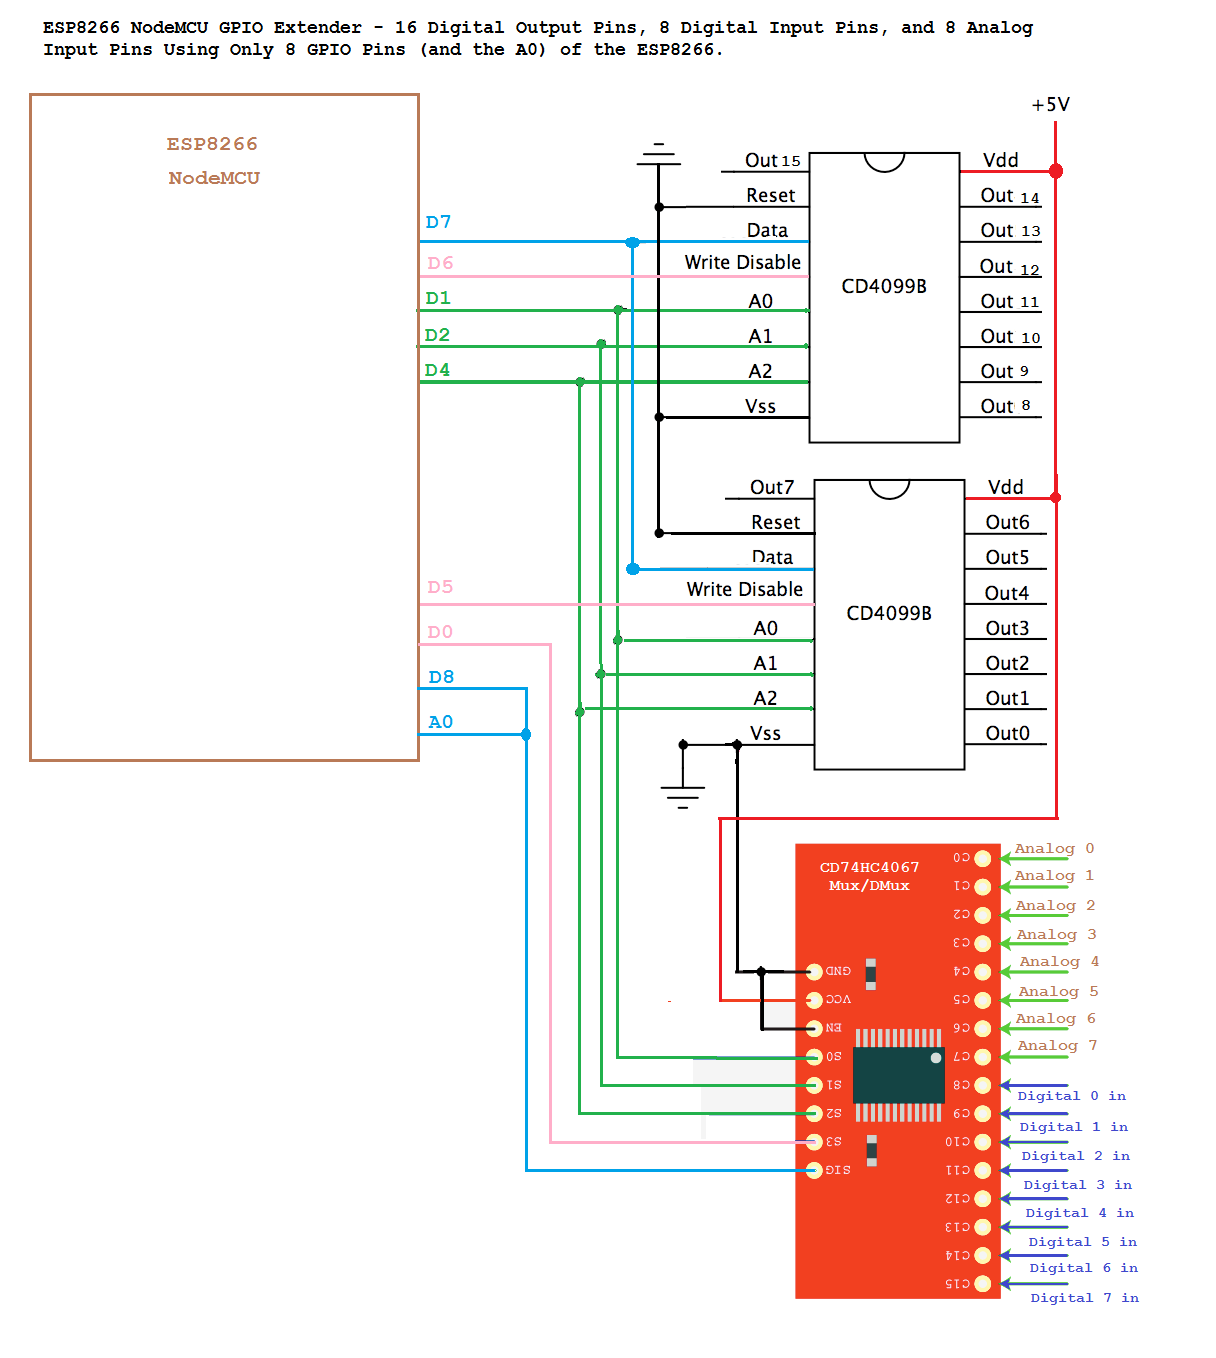 ESP8266 NodeMCU GPIO Extender - 16 Digital Output Pins, 8 Digital Input Pins, and 8 Analog
Input Pins Using Only 8 GPIO Pins (and the A0) of the ESP8266.
+5V
ESP8266
NodeMCU
D7
D6
D1
D2
D4
D5
D0
D8
A0
Out 15
Reset
Data
Write Disable
A0
A1
A2
Vss
CD4099B
Vdd
Out 14
Out 13
Out 12
Out 11
Out 10
Out 9
Out 8
Out7
Reset
Data
Write Disable
A0
A1
A2
Vss
CD4099B
Vdd
Out6
Out5
Out4
Out3
Out2
Out1
Out0
CD74HC4067
Mux/DMux
GND
VCC
EN
S0
S1
S2
S3
SIG
C0
C1
C2
C3
C4
C5
C6
C7
C8
C9
C10
C11
C12
C13
C14
C15
Analog 0
Analog 1
Analog 2
Analog 3
Analog 4
Analog 5
Analog 6
Analog 7
Digital 0 in
Digital 1 in
Digital 2 in
Digital 3 in
Digital 4 in
Digital 5 in
Digital 6 in
Digital 7 in